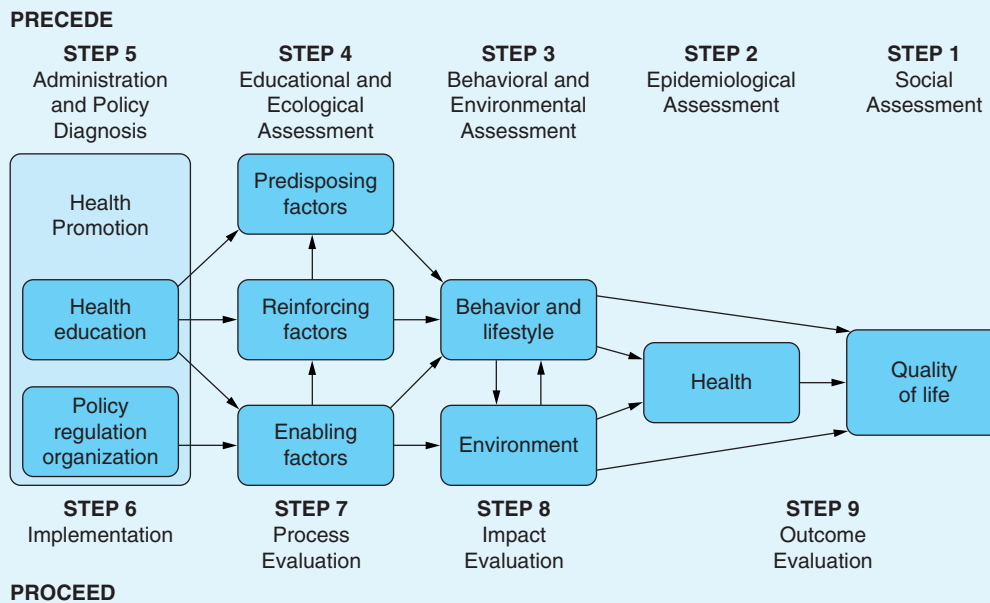 PRECEDE
STEP 5
Administration
and Policy
Diagnosis
STEP 4
Educational and
Ecological
Assessment
STEP 3
Behavioral and
Environmental
Assessment
STEP 2
Epidemiological
Assessment
STEP 1
Social
Assessment
Health
Promotion
Health
education
Policy
regulation
organization
Predisposing
factors
Reinforcing
factors
Enabling
factors
Behavior and
lifestyle
Environment
Health
Quality
of life
STEP 6
Implementation
STEP 7
Process
Evaluation
STEP 8
Impact
Evaluation
STEP 9
Outcome
Evaluation
PROCEED